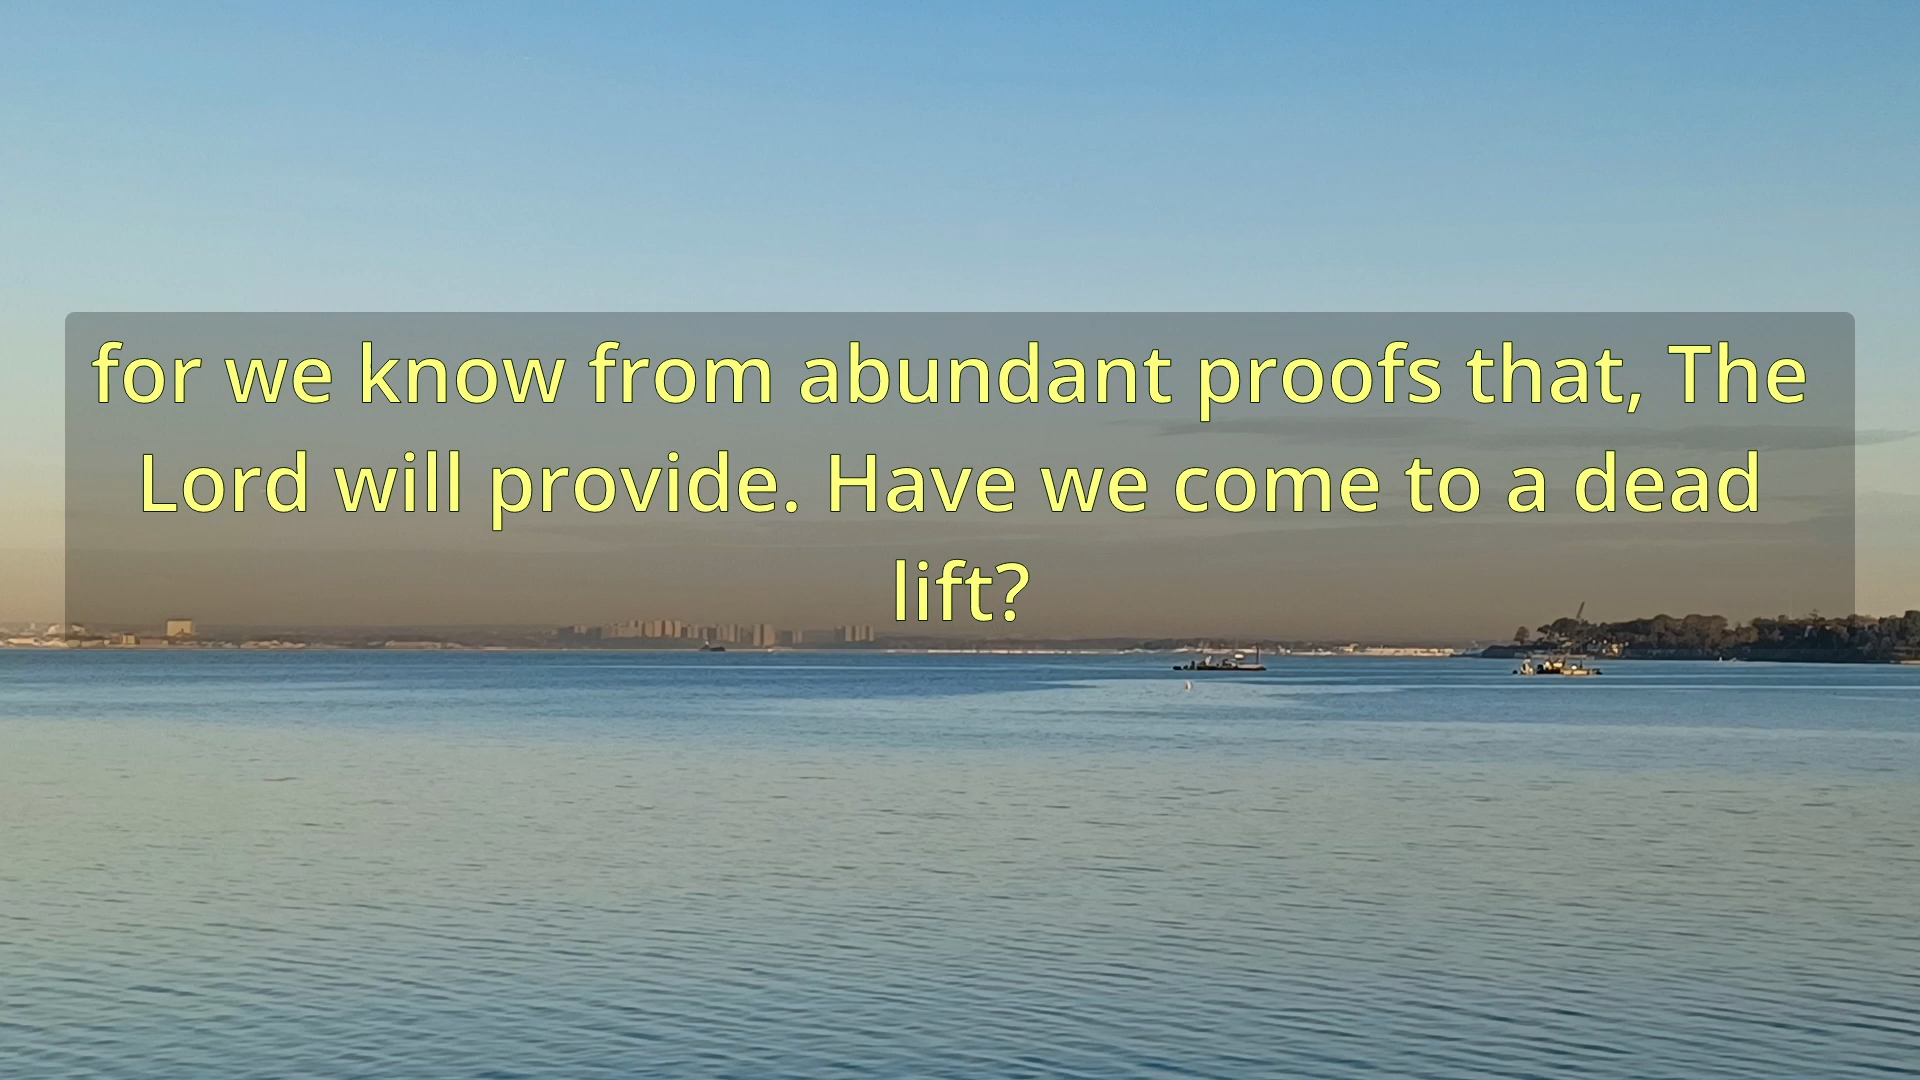 for we know from abundant proofs that, The
Lord will provide. Have we come to a dead
lift?